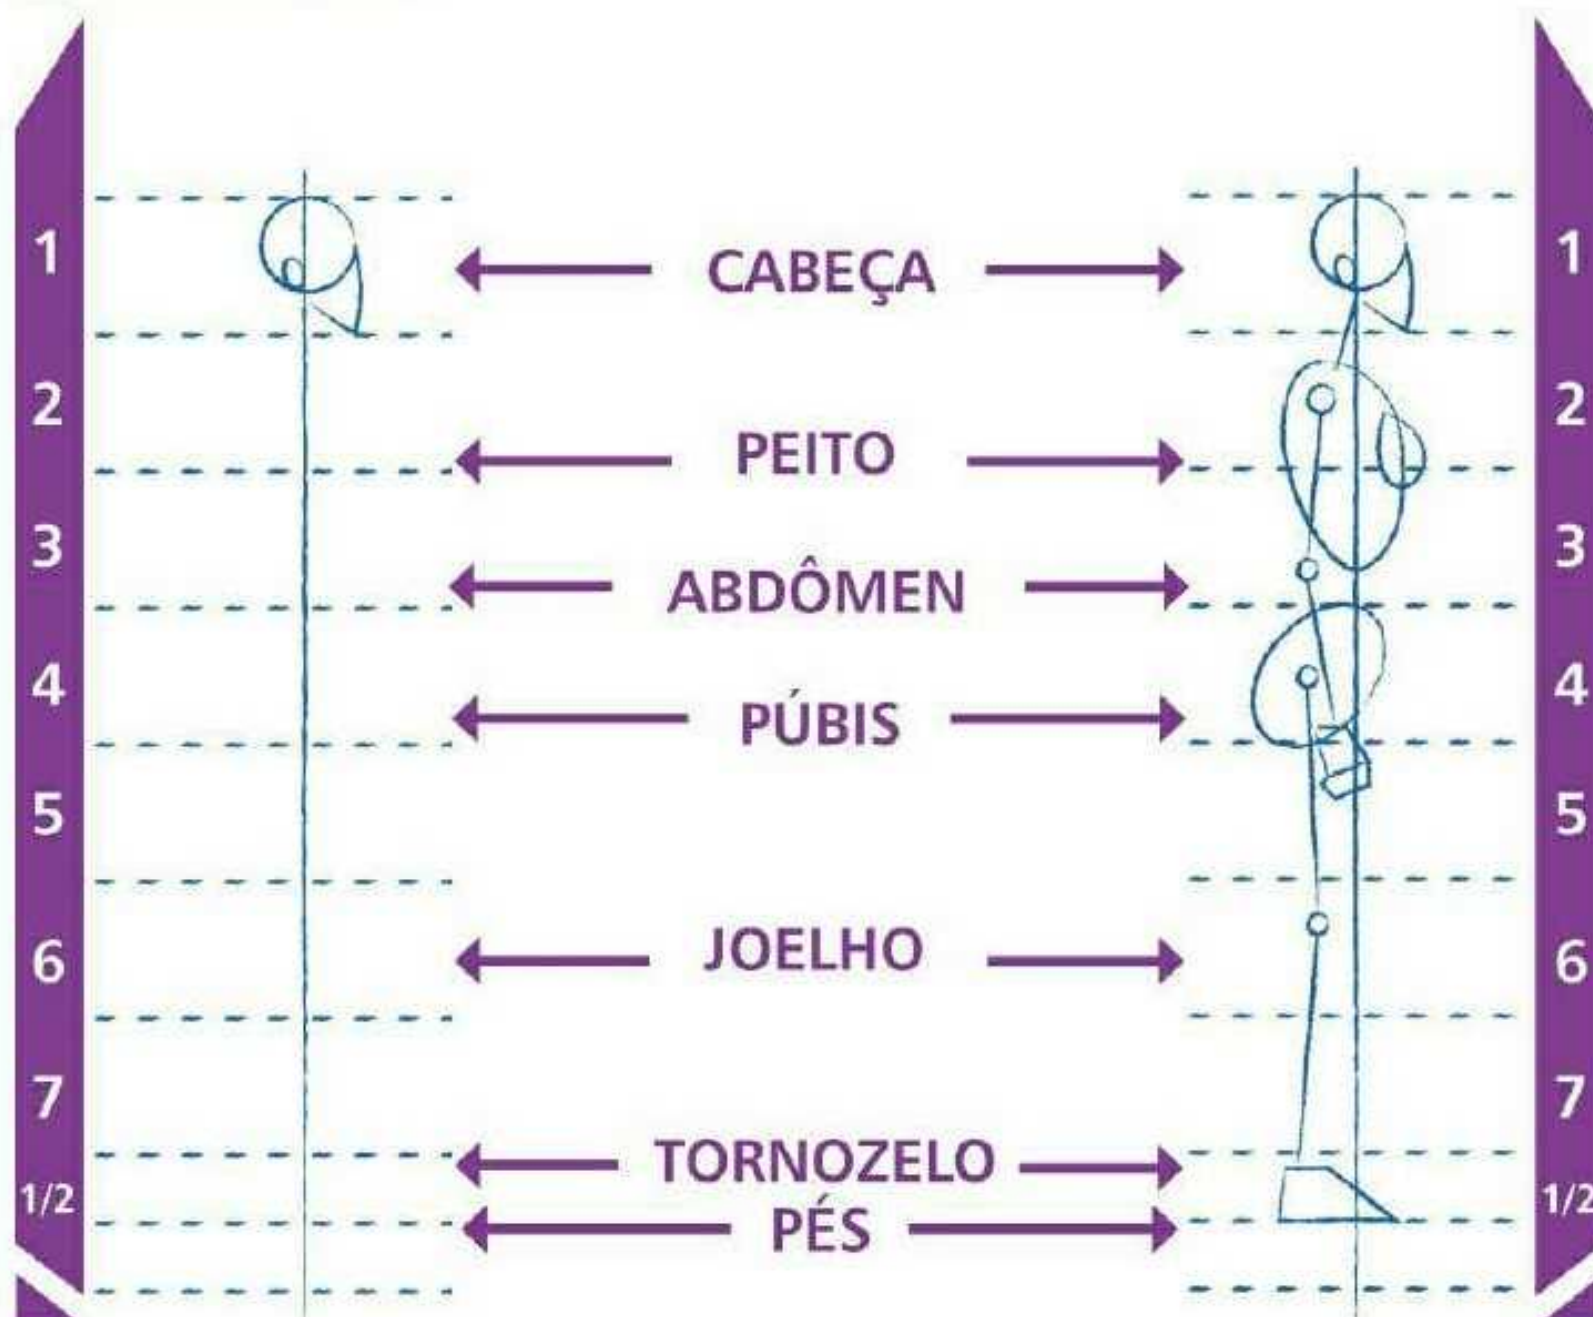 1 CABEÇA 1
2 PEITO 2
3 ABDÔMEN 3
4 PÚBIS 4
5 5
6 JOELHO 6
7 7
TORNOZELO
1/2 PÉS 1/2